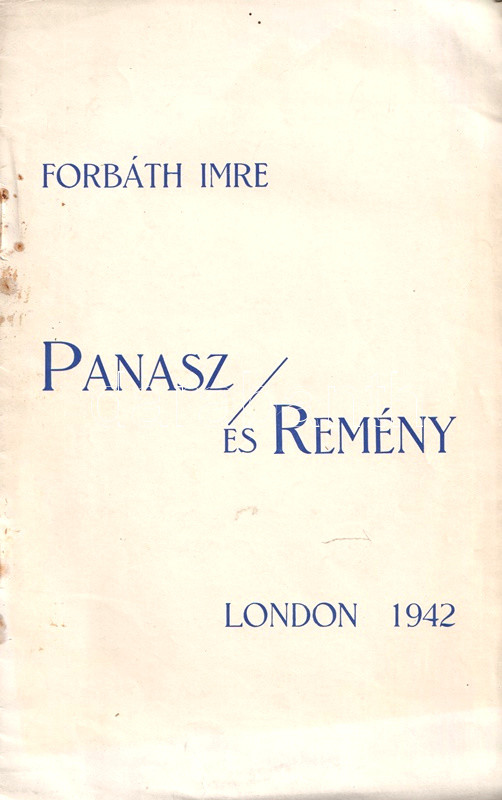 FORBÁTH IMRE
PANASZ
ÉS REMÉNY
LONDON 1942